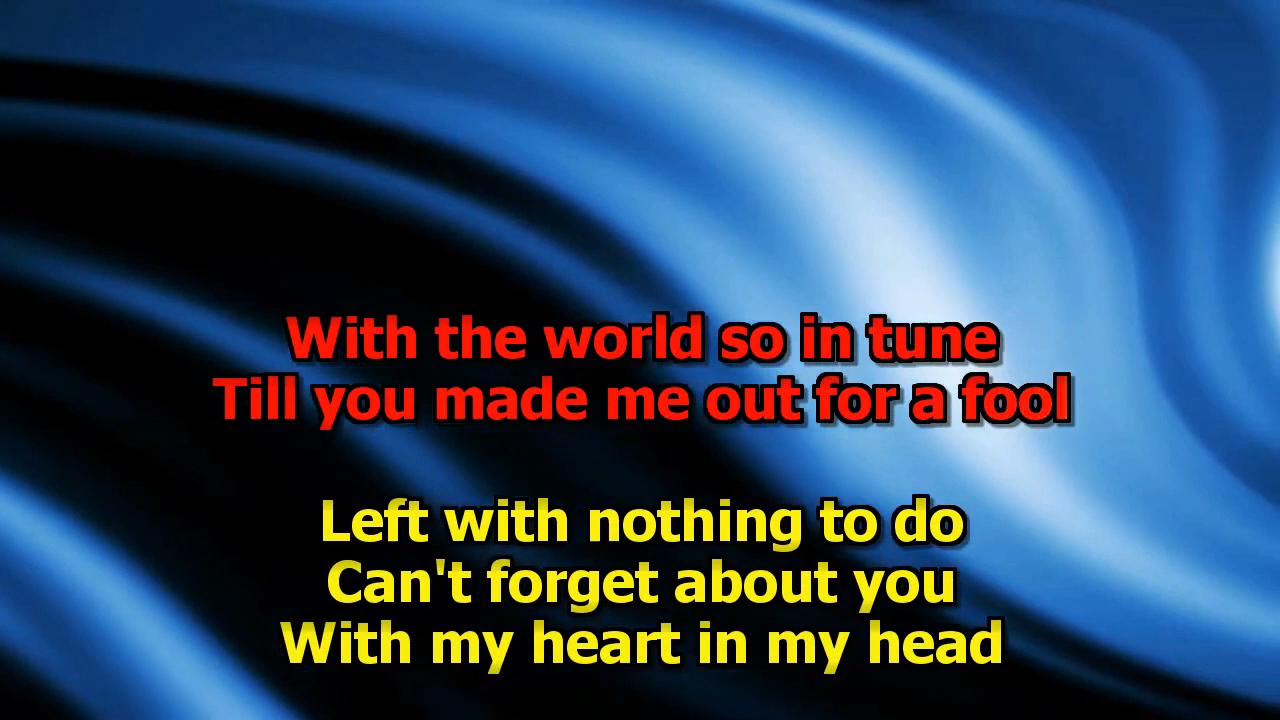 With the world so in tune
Till you made me out for a fool
Left with nothing to do
Can't forget about you
With my heart in my head